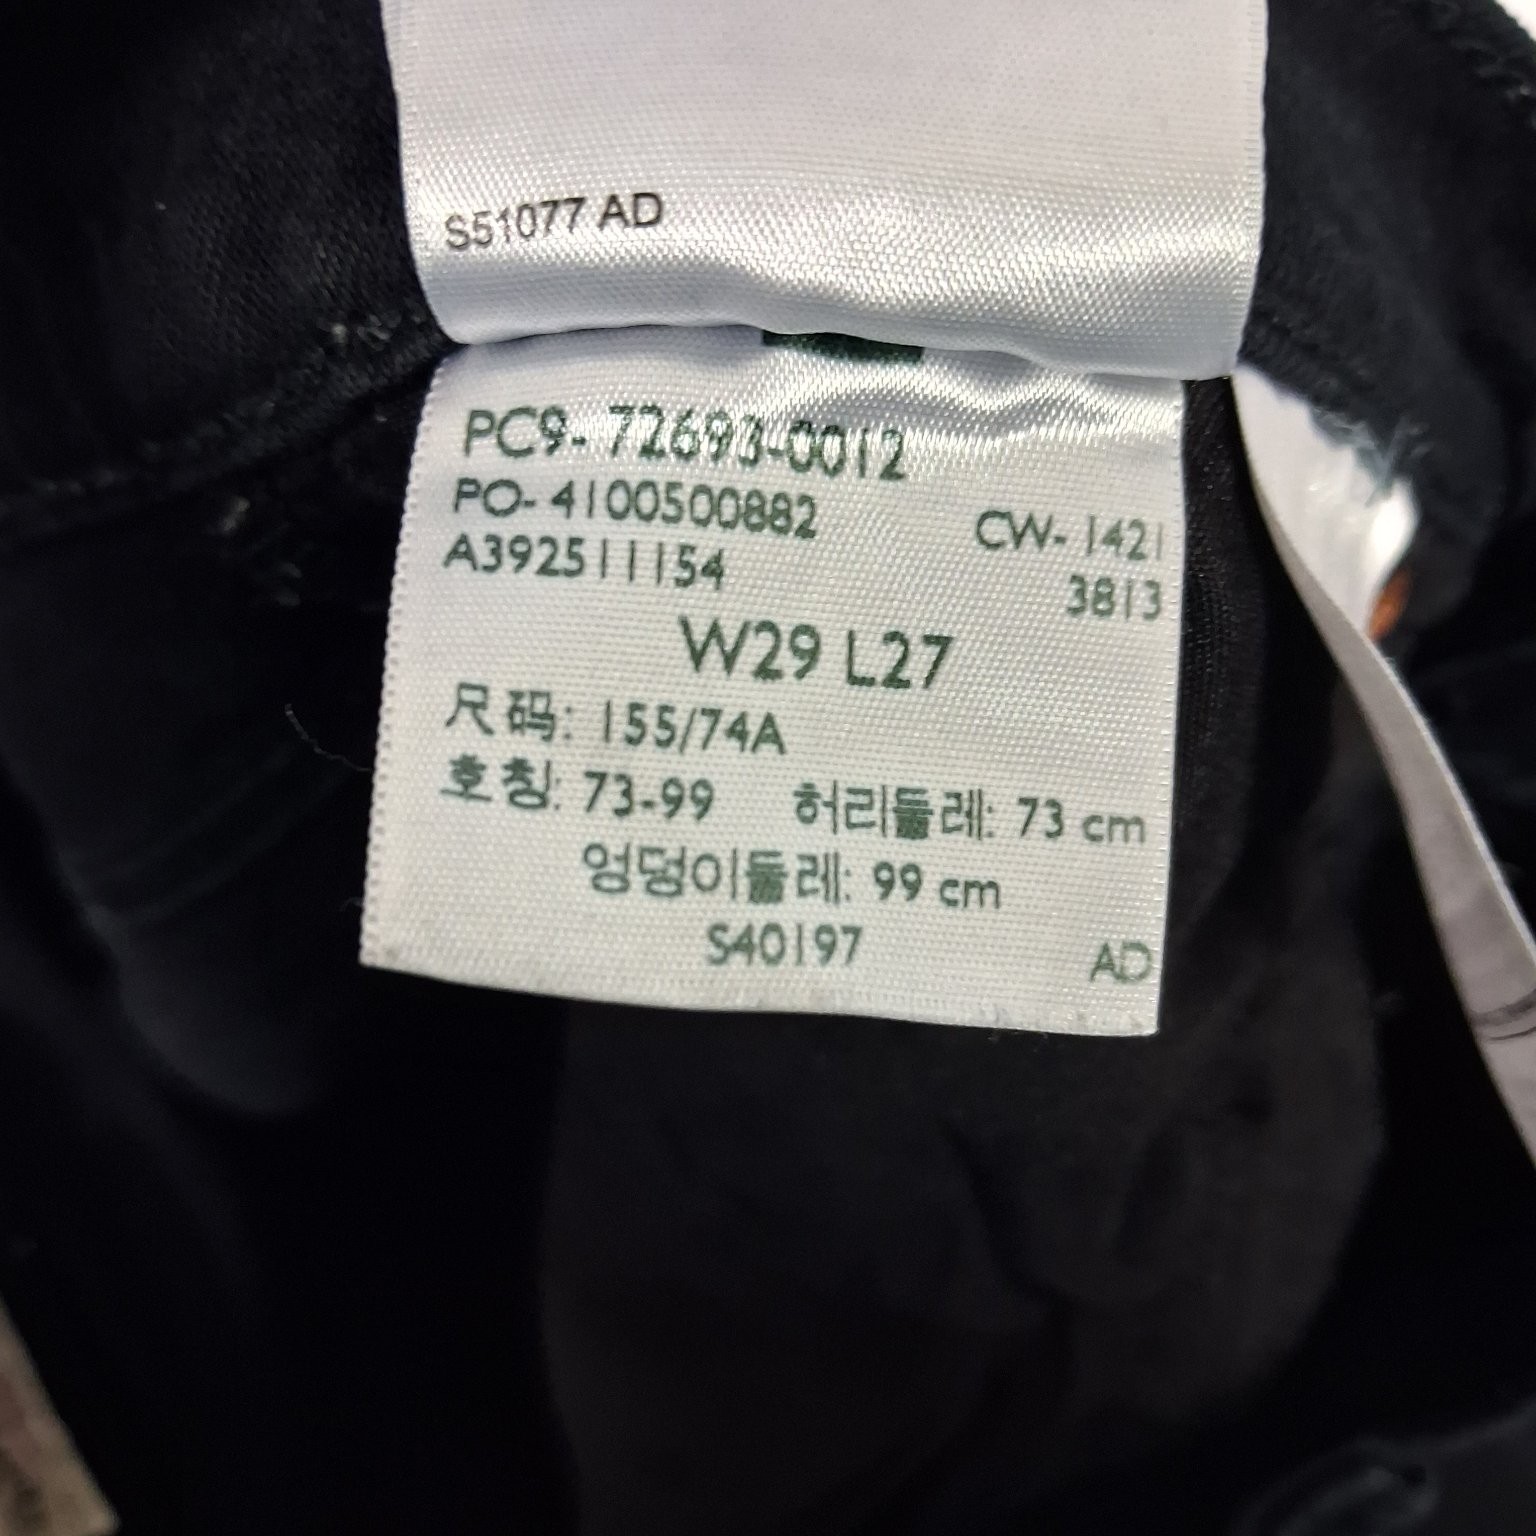 S51077 AD
PC9- 72693-0012
PO- 4100500882 CW- 1421
A392511154 3813
W29 L27
尺码: 155/74A
호칭: 73-99 허리둘레: 73 cm
엉덩이둘레: 99 cm
S40197 AD